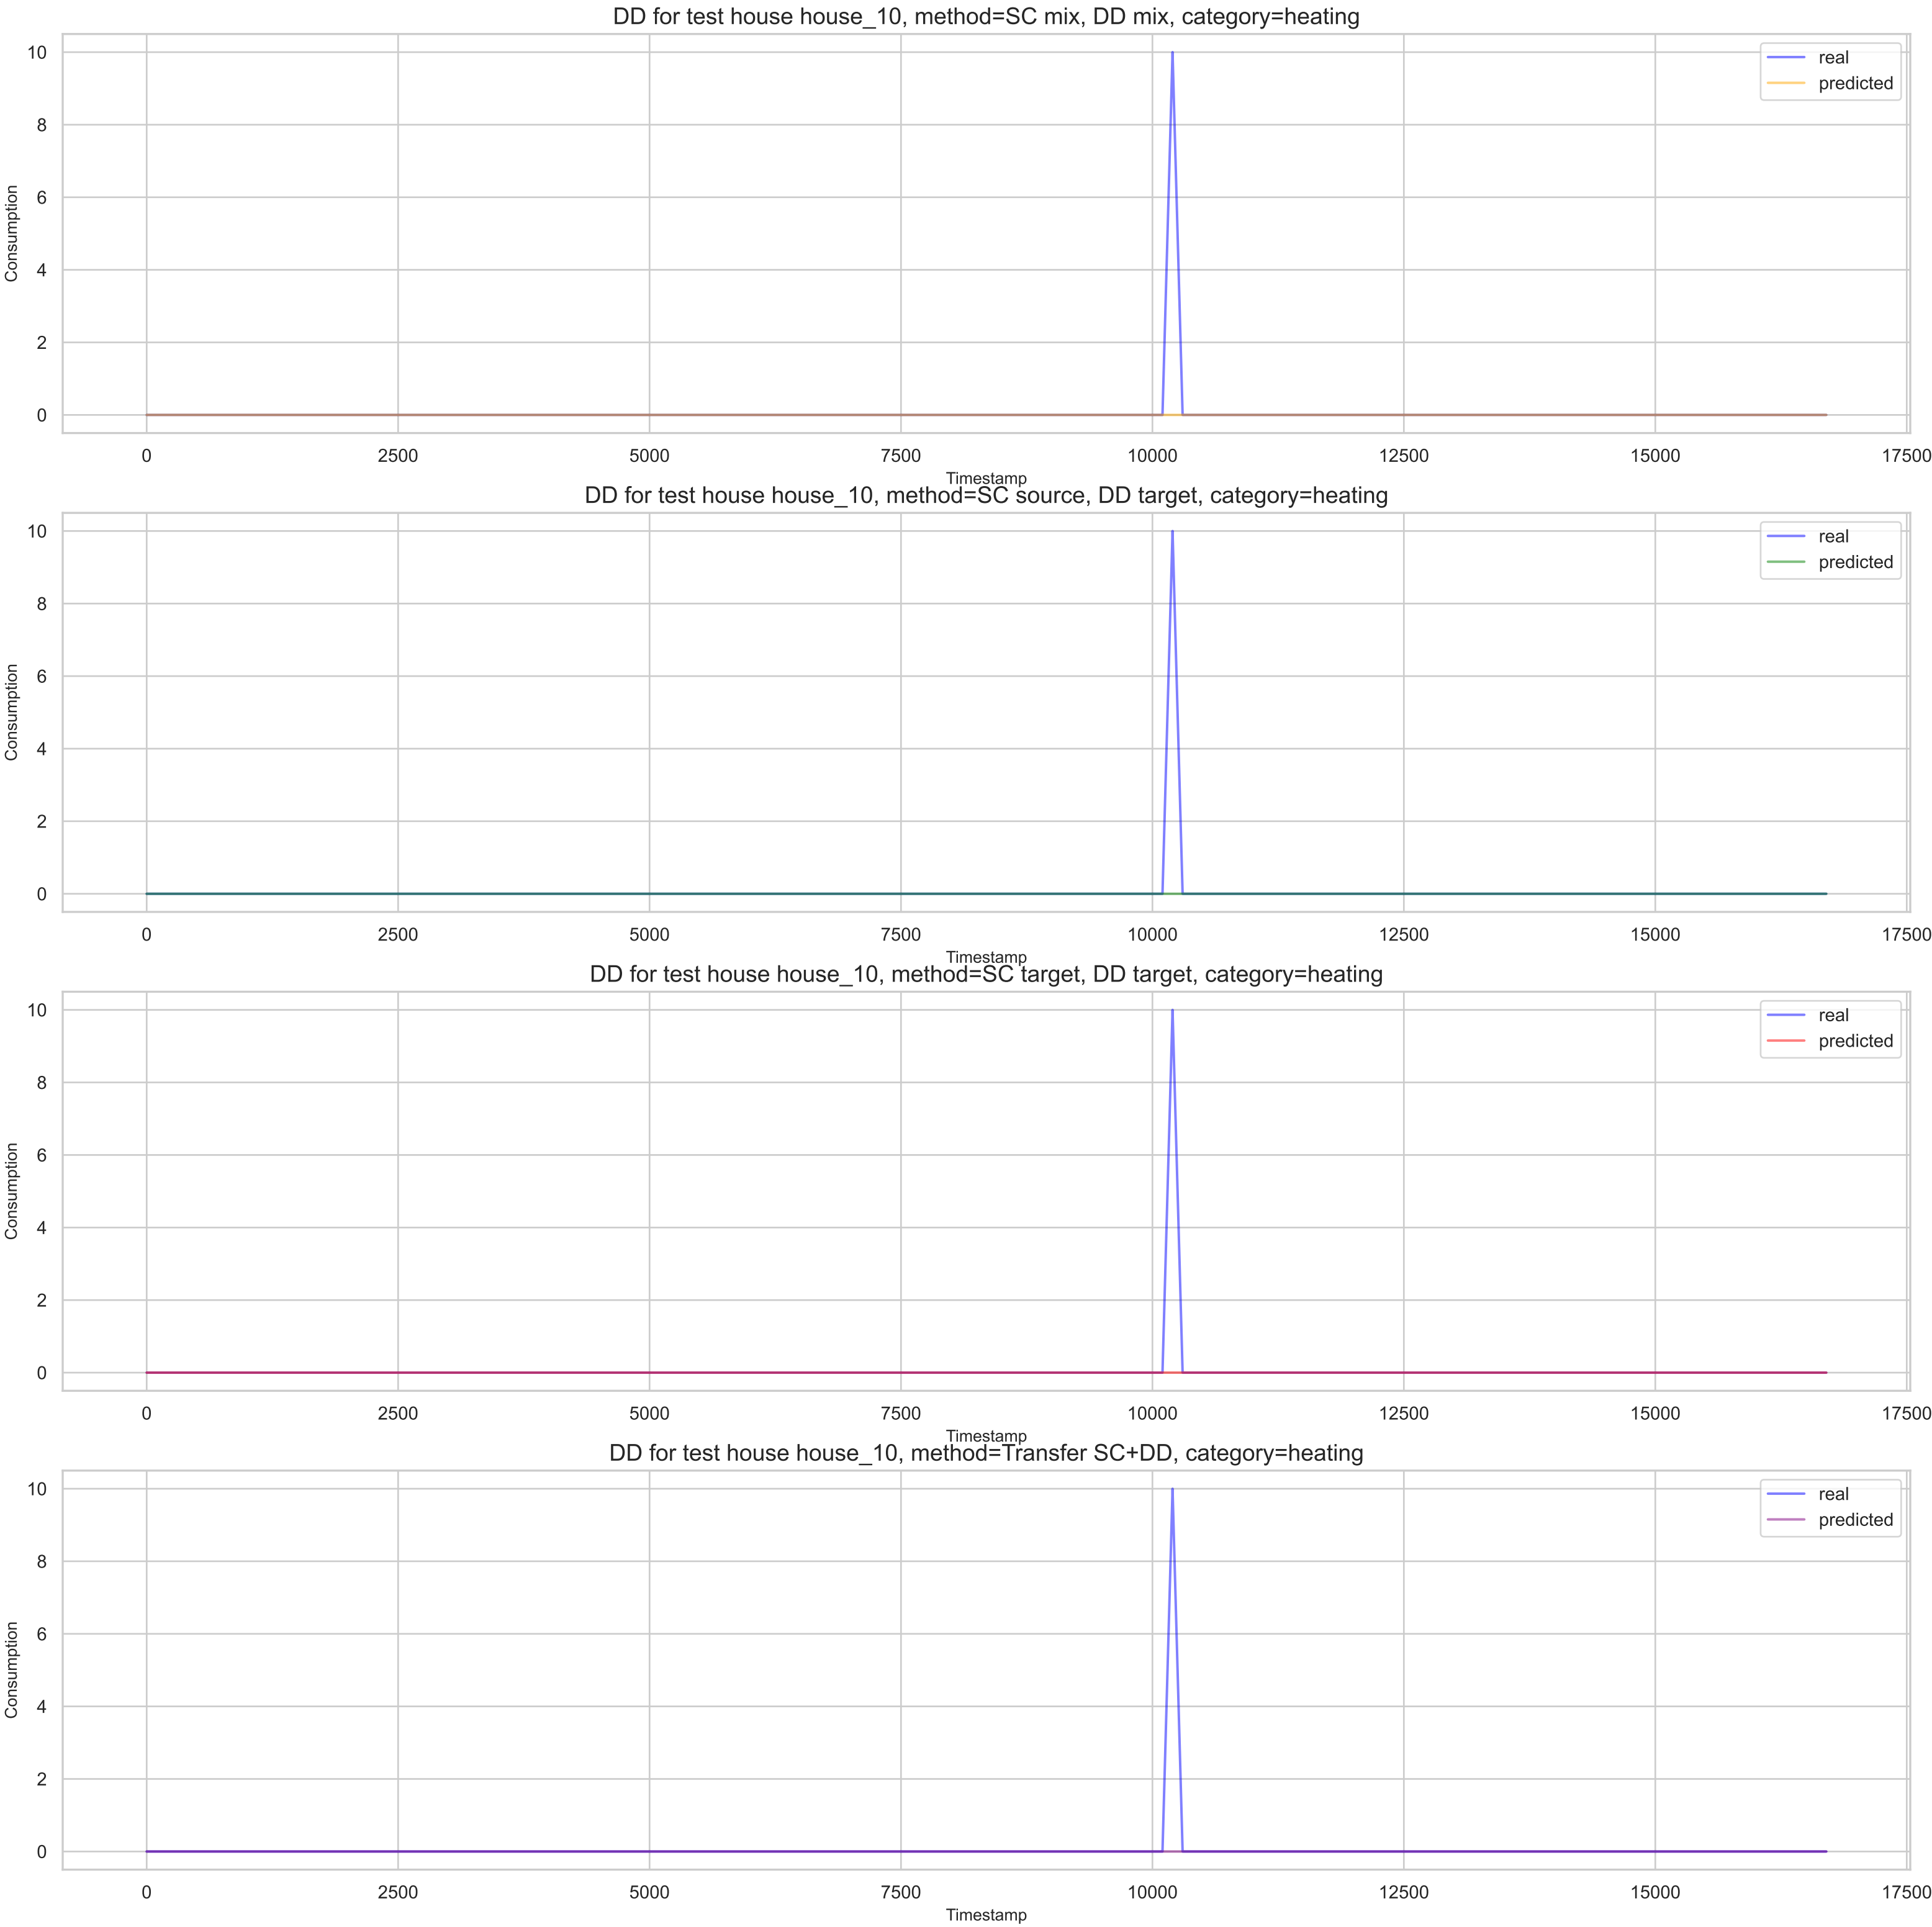 DD for test house house_10, method=SC mix, DD mix, category=heating
real
predicted
10
8
6
4
2
0
Consumption
0 2500 5000 7500 10000 12500 15000 17500
Timestamp
DD for test house house_10, method=SC source, DD target, category=heating
real
predicted
10
8
6
4
2
0
Consumption
0 2500 5000 7500 10000 12500 15000 17500
Timestamp
DD for test house house_10, method=SC target, DD target, category=heating
real
predicted
10
8
6
4
2
0
Consumption
0 2500 5000 7500 10000 12500 15000 17500
Timestamp
DD for test house house_10, method=Transfer SC+DD, category=heating
real
predicted
10
8
6
4
2
0
Consumption
0 2500 5000 7500 10000 12500 15000 17500
Timestamp